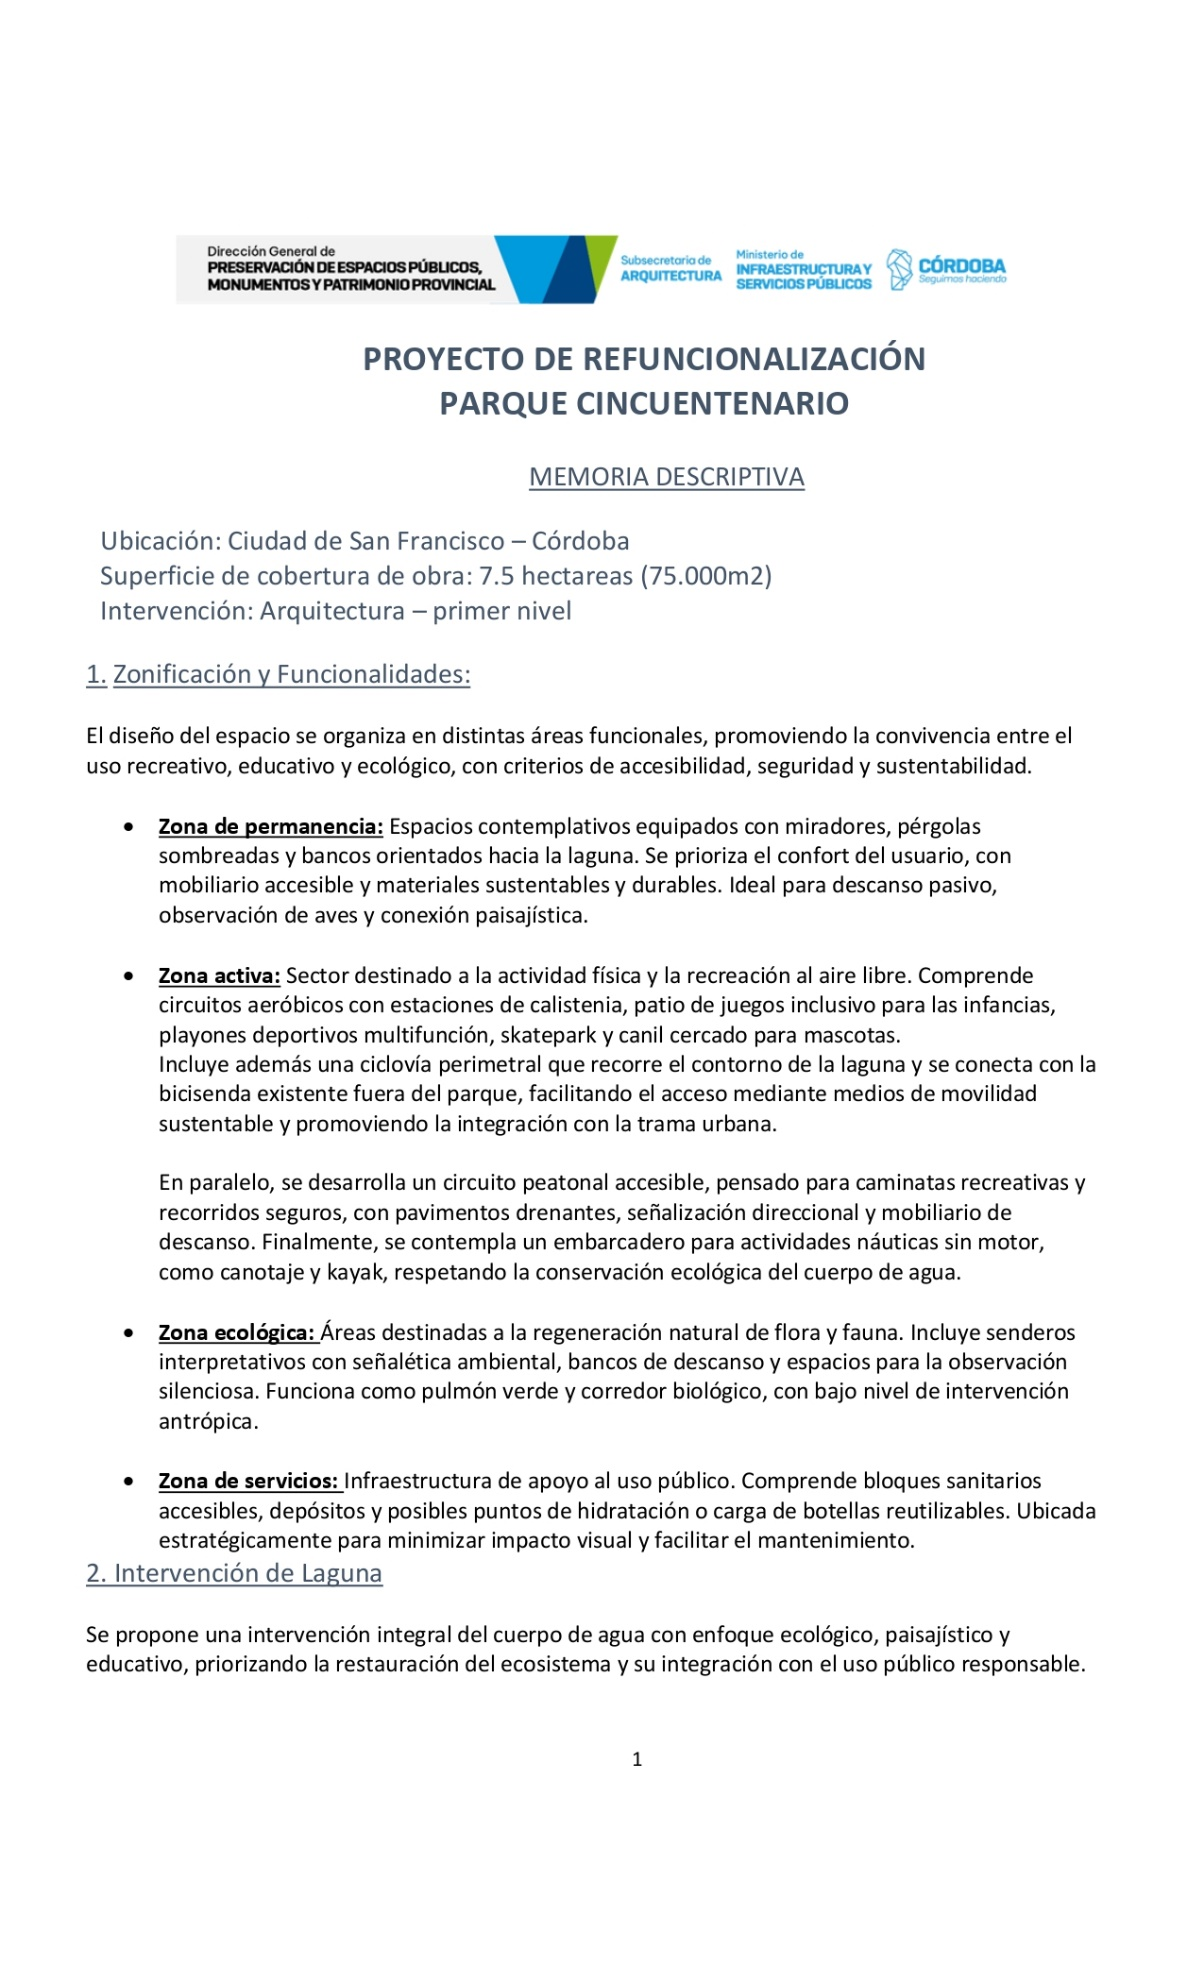 Dirección General de
PRESERVACIÓN DE ESPACIOS PÚBLICOS,
MONUMENTOS Y PATRIMONIO PROVINCIAL
Subsecretaria de
ARQUITECTURA
Ministerio de
INFRAESTRUCTURA Y
SERVICIOS PÚBLICOS
CÓRDOBA
Seguimos haciendo
PROYECTO DE REFUNCIONALIZACIÓN
PARQUE CINCUENTENARIO
MEMORIA DESCRIPTIVA
Ubicación: Ciudad de San Francisco – Córdoba
Superficie de cobertura de obra: 7.5 hectareas (75.000m2)
Intervención: Arquitectura – primer nivel
1. Zonificación y Funcionalidades:
El diseño del espacio se organiza en distintas áreas funcionales, promoviendo la convivencia entre el
uso recreativo, educativo y ecológico, con criterios de accesibilidad, seguridad y sustentabilidad.
• Zona de permanencia: Espacios contemplativos equipados con miradores, pérgolas
sombreadas y bancos orientados hacia la laguna. Se prioriza el confort del usuario, con
mobiliario accesible y materiales sustentables y durables. Ideal para descanso pasivo,
observación de aves y conexión paisajística.
• Zona activa: Sector destinado a la actividad física y la recreación al aire libre. Comprende
circuitos aeróbicos con estaciones de calistenia, patio de juegos inclusivo para las infancias,
playones deportivos multifunción, skatepark y canil cercado para mascotas.
Incluye además una ciclovía perimetral que recorre el contorno de la laguna y se conecta con la
bicisenda existente fuera del parque, facilitando el acceso mediante medios de movilidad
sustentable y promoviendo la integración con la trama urbana.
En paralelo, se desarrolla un circuito peatonal accesible, pensado para caminatas recreativas y
recorridos seguros, con pavimentos drenantes, señalización direccional y mobiliario de
descanso. Finalmente, se contempla un embarcadero para actividades náuticas sin motor,
como canotaje y kayak, respetando la conservación ecológica del cuerpo de agua.
• Zona ecológica: Áreas destinadas a la regeneración natural de flora y fauna. Incluye senderos
interpretativos con señalética ambiental, bancos de descanso y espacios para la observación
silenciosa. Funciona como pulmón verde y corredor biológico, con bajo nivel de intervención
antrópica.
• Zona de servicios: Infraestructura de apoyo al uso público. Comprende bloques sanitarios
accesibles, depósitos y posibles puntos de hidratación o carga de botellas reutilizables. Ubicada
estratégicamente para minimizar impacto visual y facilitar el mantenimiento.
2. Intervención de Laguna
Se propone una intervención integral del cuerpo de agua con enfoque ecológico, paisajístico y
educativo, priorizando la restauración del ecosistema y su integración con el uso público responsable.
1